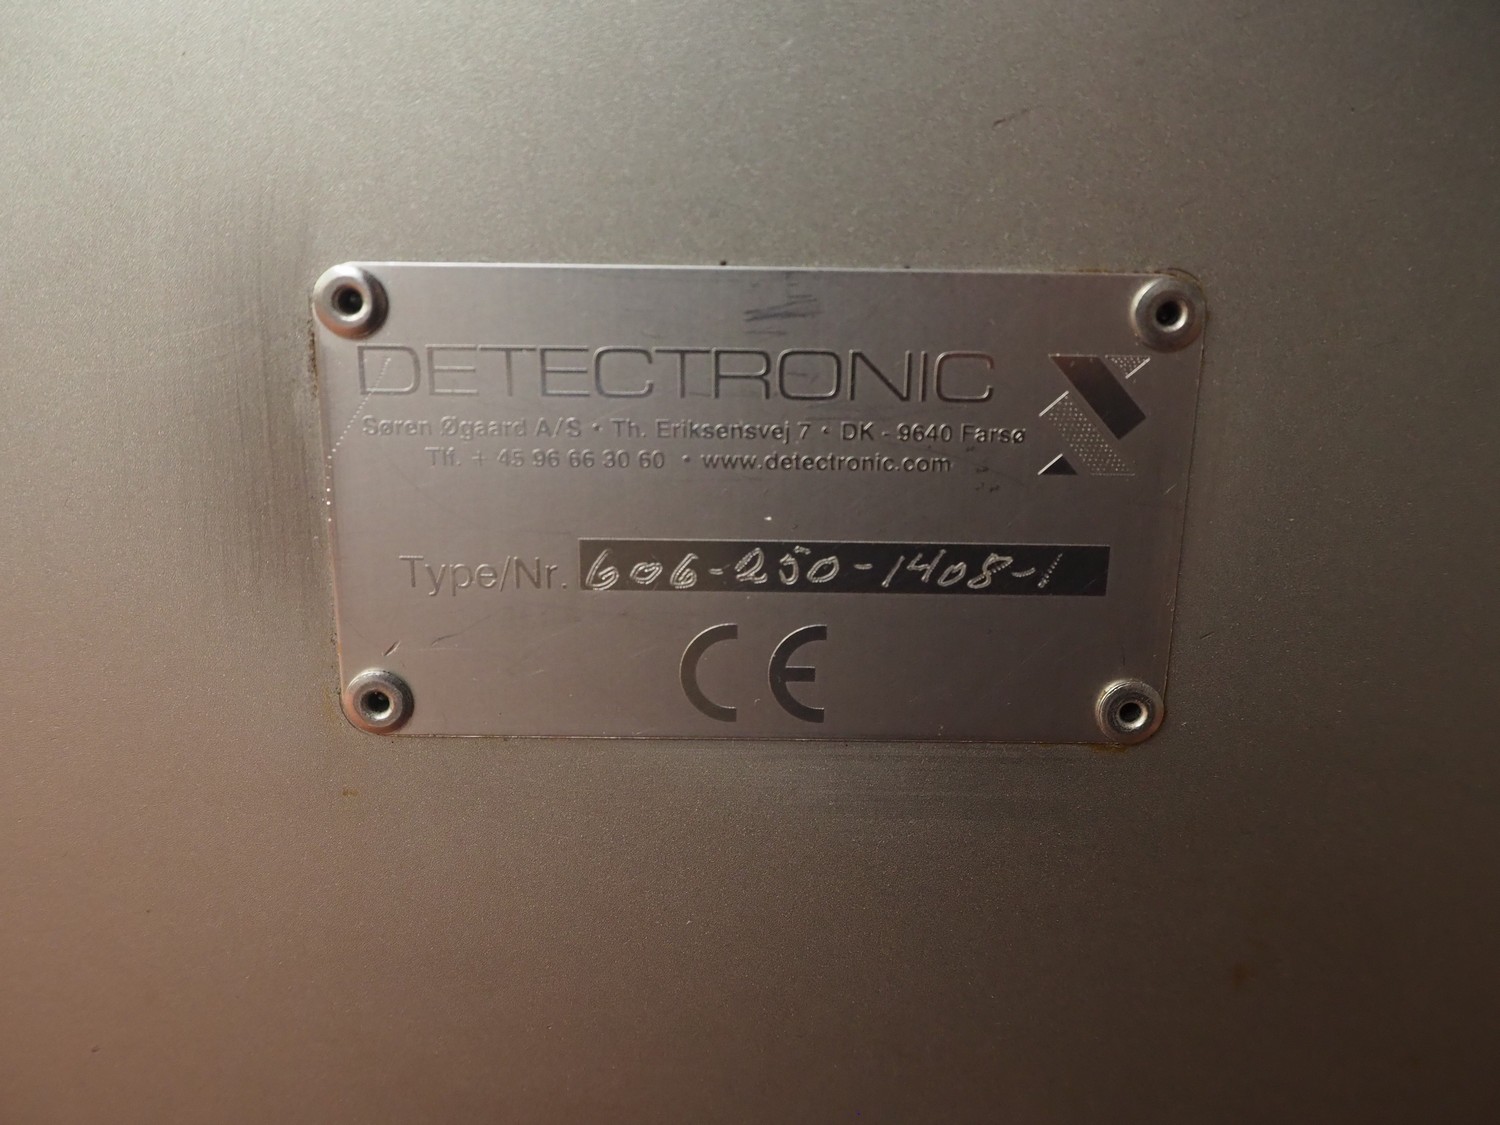 DETECTRONIC
Søren Øgaard A/S • Th. Eriksensvej 7 • DK - 9640 Farsø
Tlf. + 45 96 66 30 60 • www.detectronic.com
Type/Nr. 606-250-1408-1
CE